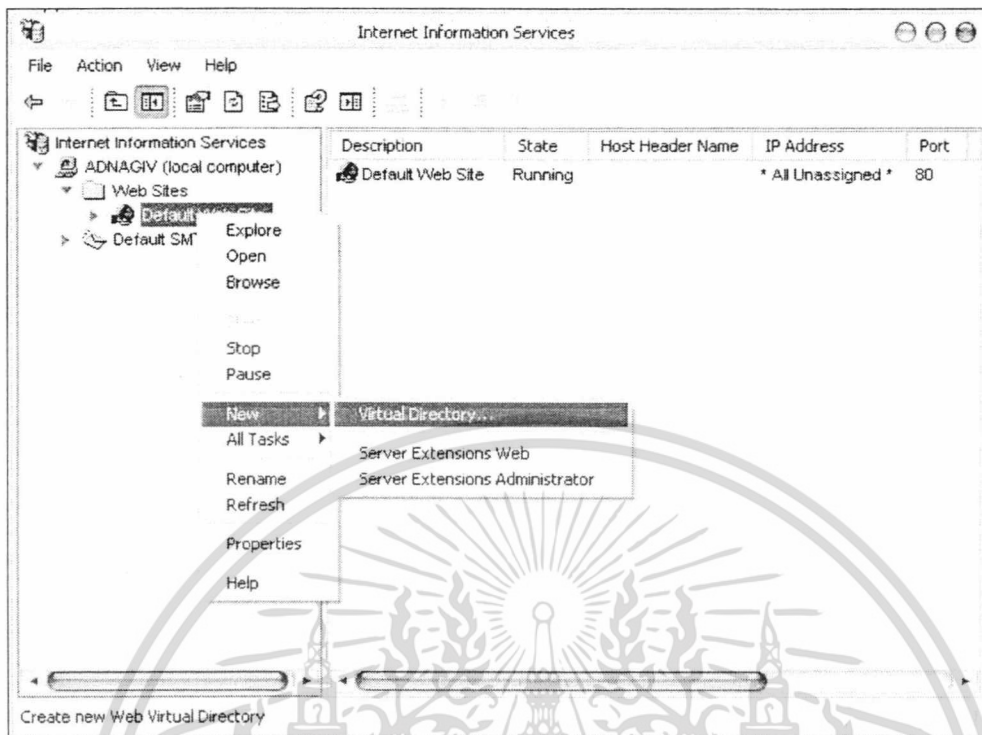 Internet Information Services
File Action View Help
Internet Information Services
ADNAGIV (local computer)
Web Sites
Default
Default SMT
Description State Host Header Name IP Address Port
Default Web Site Running * All Unassigned * 80
Explore
Open
Browse
Stop
Pause
New
All Tasks
Rename
Refresh
Properties
Help
Virtual Directory...
Server Extensions Web
Server Extensions Administrator
Create new Web Virtual Directory